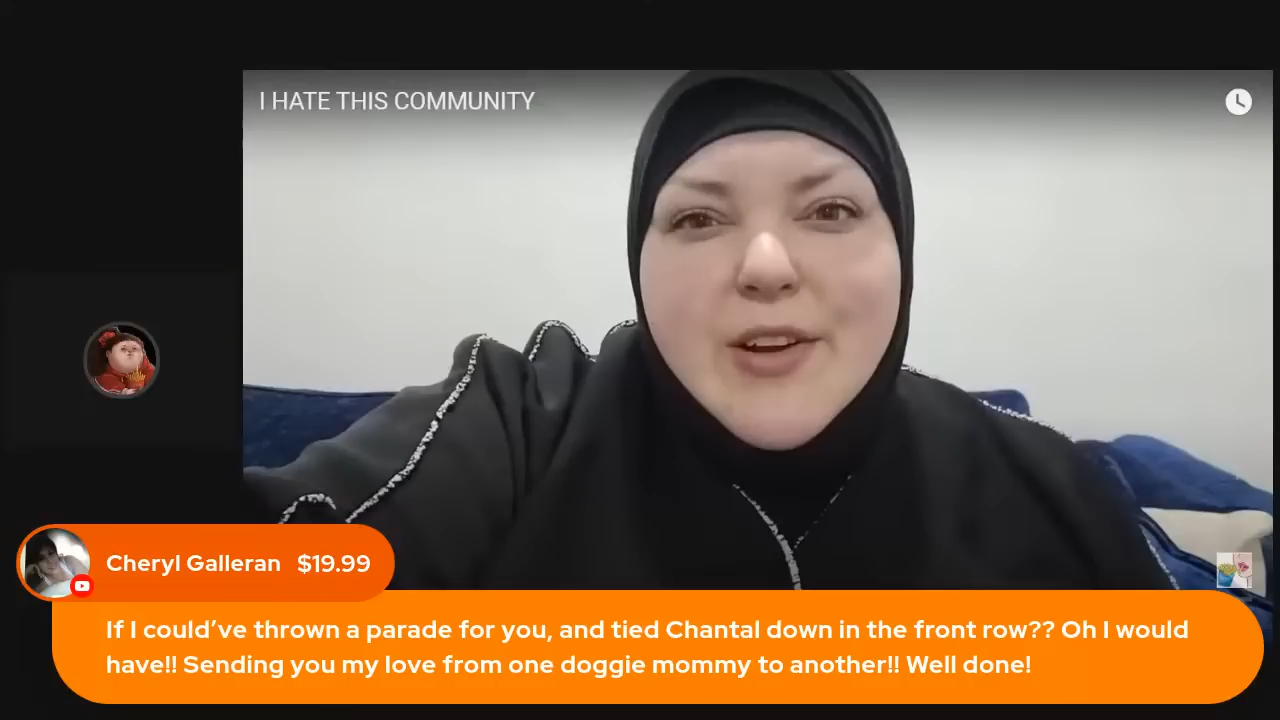 I HATE THIS COMMUNITY
Cheryl Galleran $19.99
If I could’ve thrown a parade for you, and tied Chantal down in the front row?? Oh I would
have!! Sending you my love from one doggie mommy to another!! Well done!